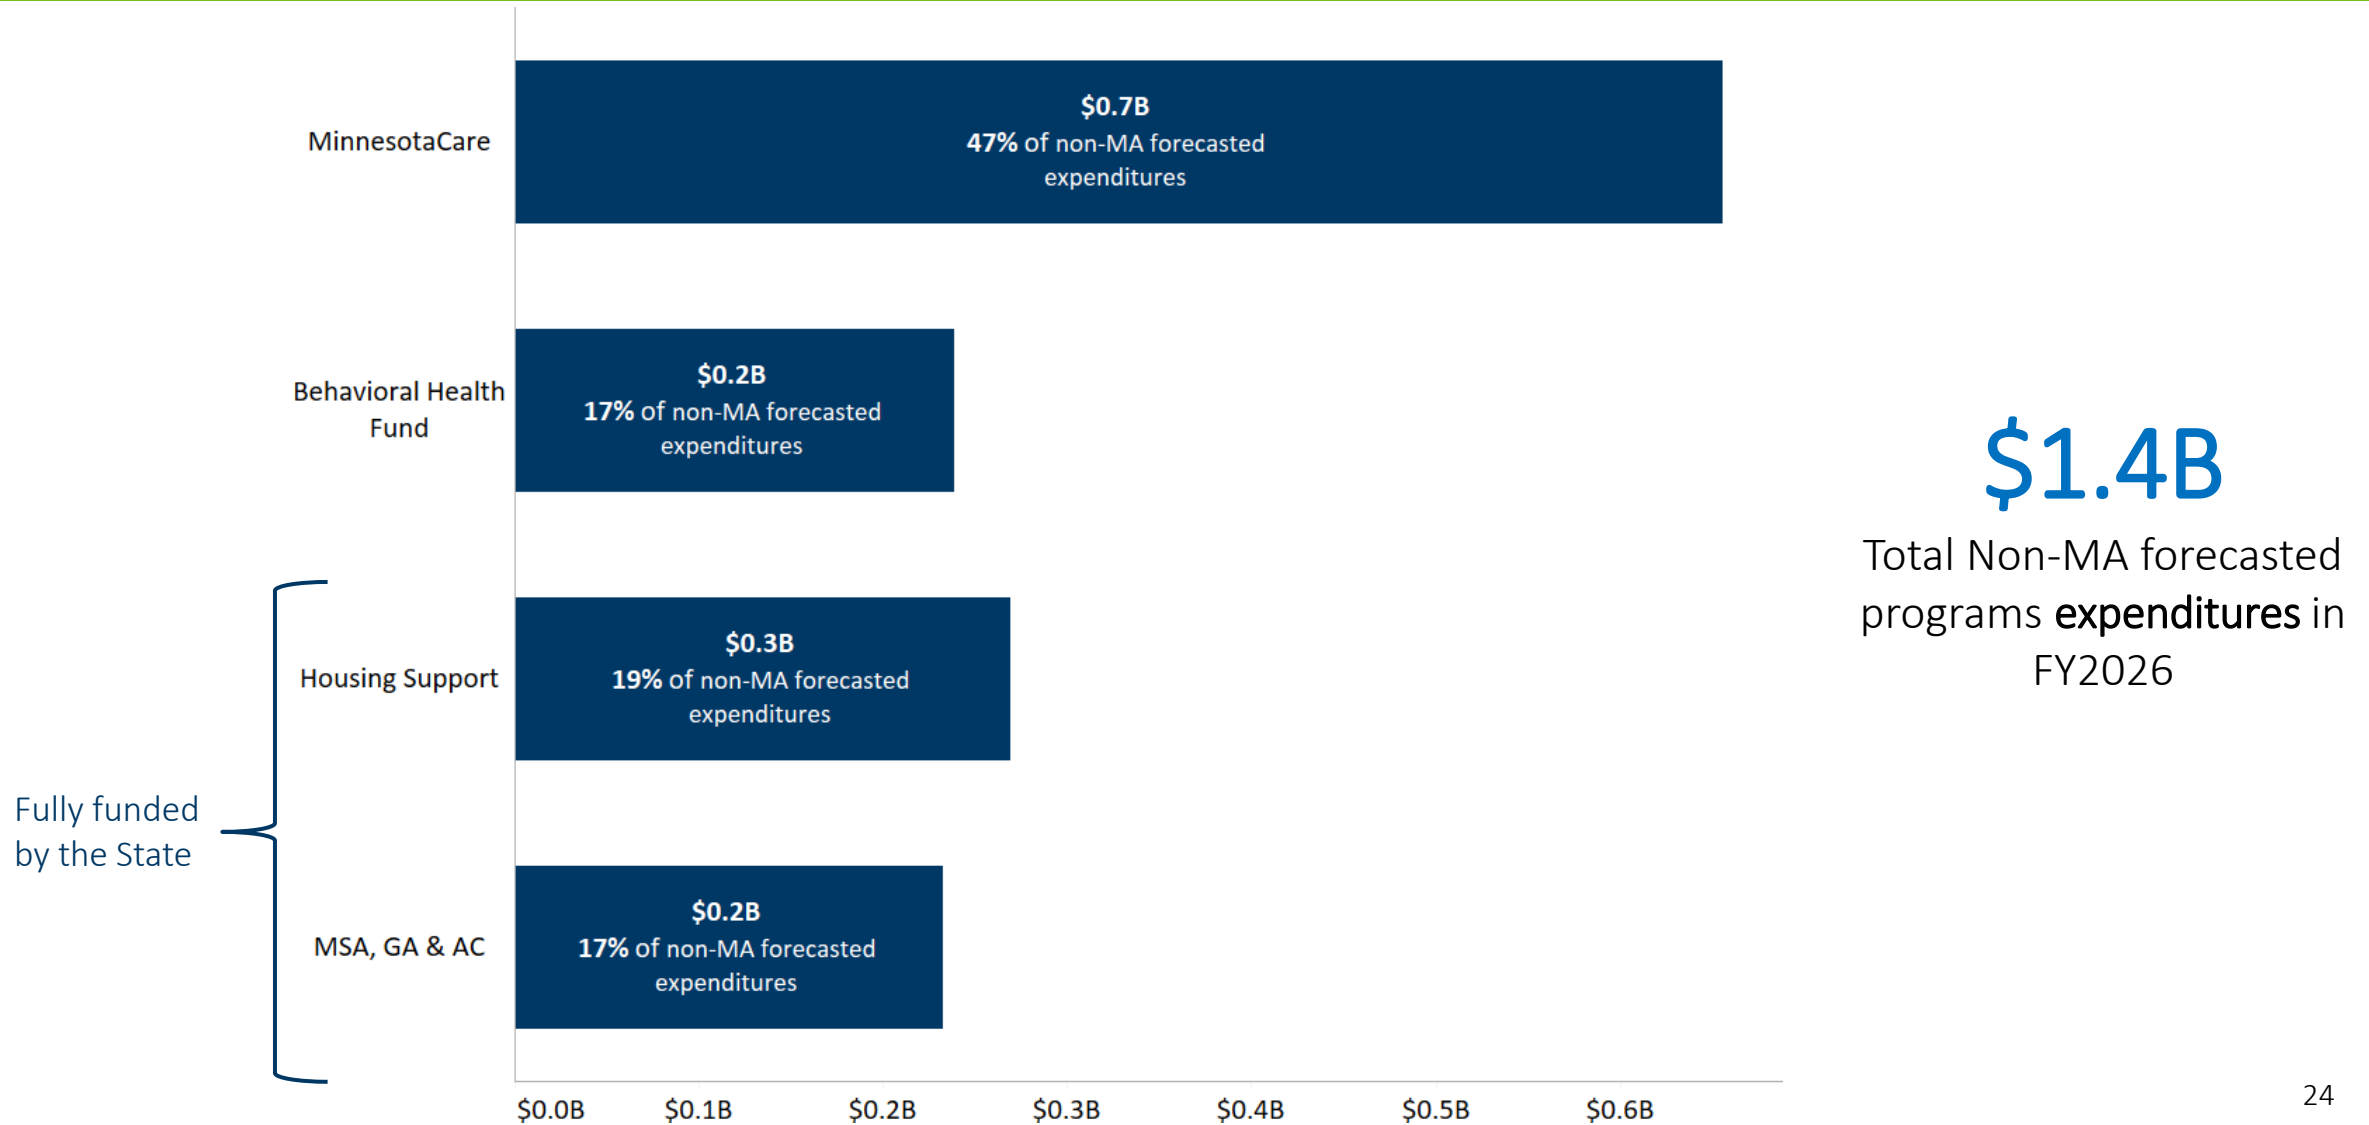 MinnesotaCare
$0.7B
47% of non-MA forecasted
expenditures
Behavioral Health
Fund
$0.2B
17% of non-MA forecasted
expenditures
Housing Support
$0.3B
19% of non-MA forecasted
expenditures
MSA, GA & AC
$0.2B
17% of non-MA forecasted
expenditures
Fully funded
by the State
$0.0B $0.1B $0.2B $0.3B $0.4B $0.5B $0.6B
$1.4B
Total Non-MA forecasted
programs expenditures in
FY2026
24